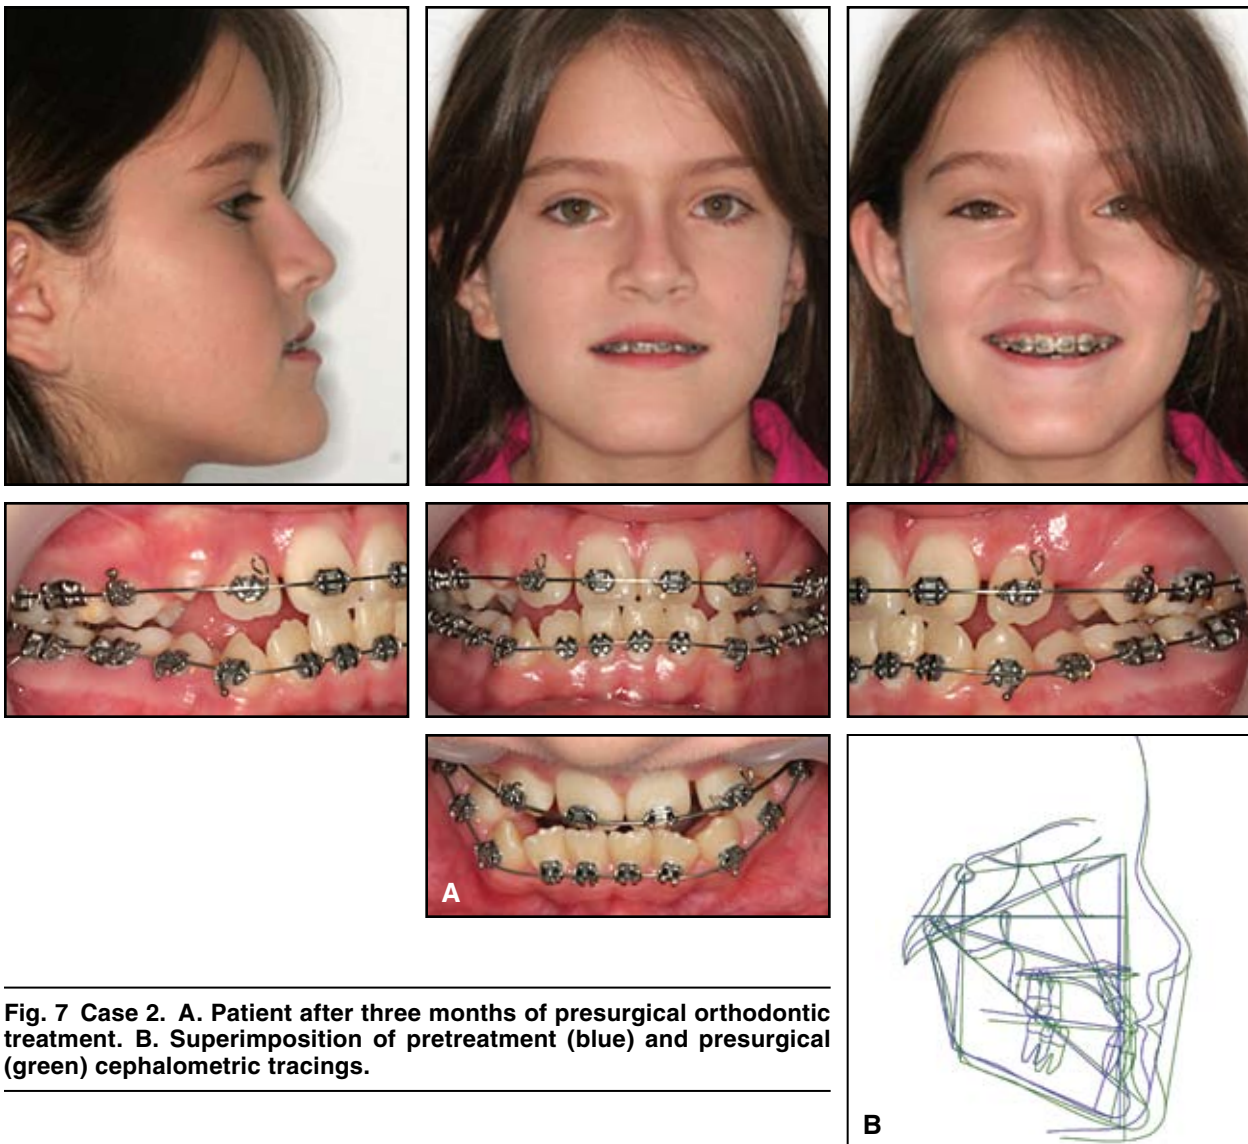 A
B
Fig. 7 Case 2. A. Patient after three months of presurgical orthodontic
treatment. B. Superimposition of pretreatment (blue) and presurgical
(green) cephalometric tracings.